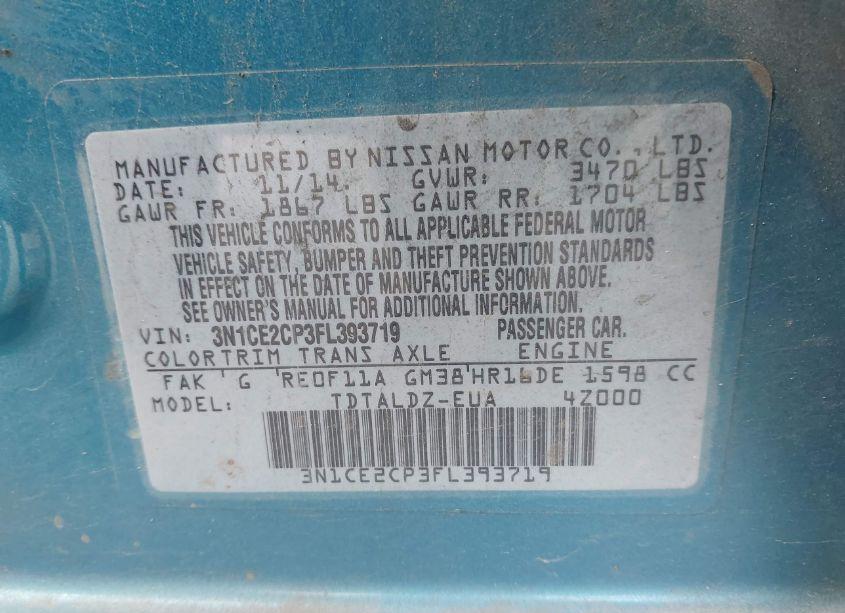 MANUFACTURED BY NISSAN MOTOR CO., LTD.
DATE: 11/14. GVWR: 3470 LBS
GAWR FR: 1867 LBS GAWR RR: 1704 LBS
THIS VEHICLE CONFORMS TO ALL APPLICABLE FEDERAL MOTOR
VEHICLE SAFETY, BUMPER AND THEFT PREVENTION STANDARDS
IN EFFECT ON THE DATE OF MANUFACTURE SHOWN ABOVE.
SEE OWNER'S MANUAL FOR ADDITIONAL INFORMATION.
VIN: 3N1CE2CP3FL393719 PASSENGER CAR.
COLORTRIM TRANS AXLE ENGINE
FAK G RE0F11A GM38 HR16DE 1598 CC
MODEL: TDTALDZ-EUA 4Z000
3N1CE2CP3FL393719